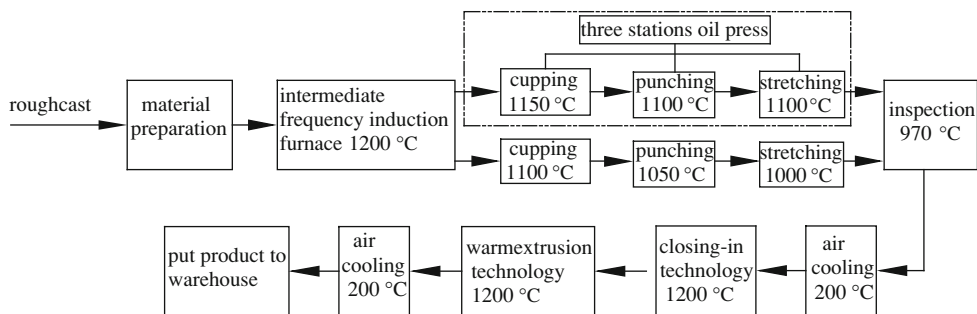 three stations oil press
roughcast
material
preparation
intermediate
frequency induction
furnace 1200 °C
cupping
1150 °C
punching
1100 °C
stretching
1100 °C
cupping
1100 °C
punching
1050 °C
stretching
1000 °C
inspection
970 °C
put product to
warehouse
air
cooling
200 °C
warmextrusion
technology
1200 °C
closing-in
technology
1200 °C
air
cooling
200 °C